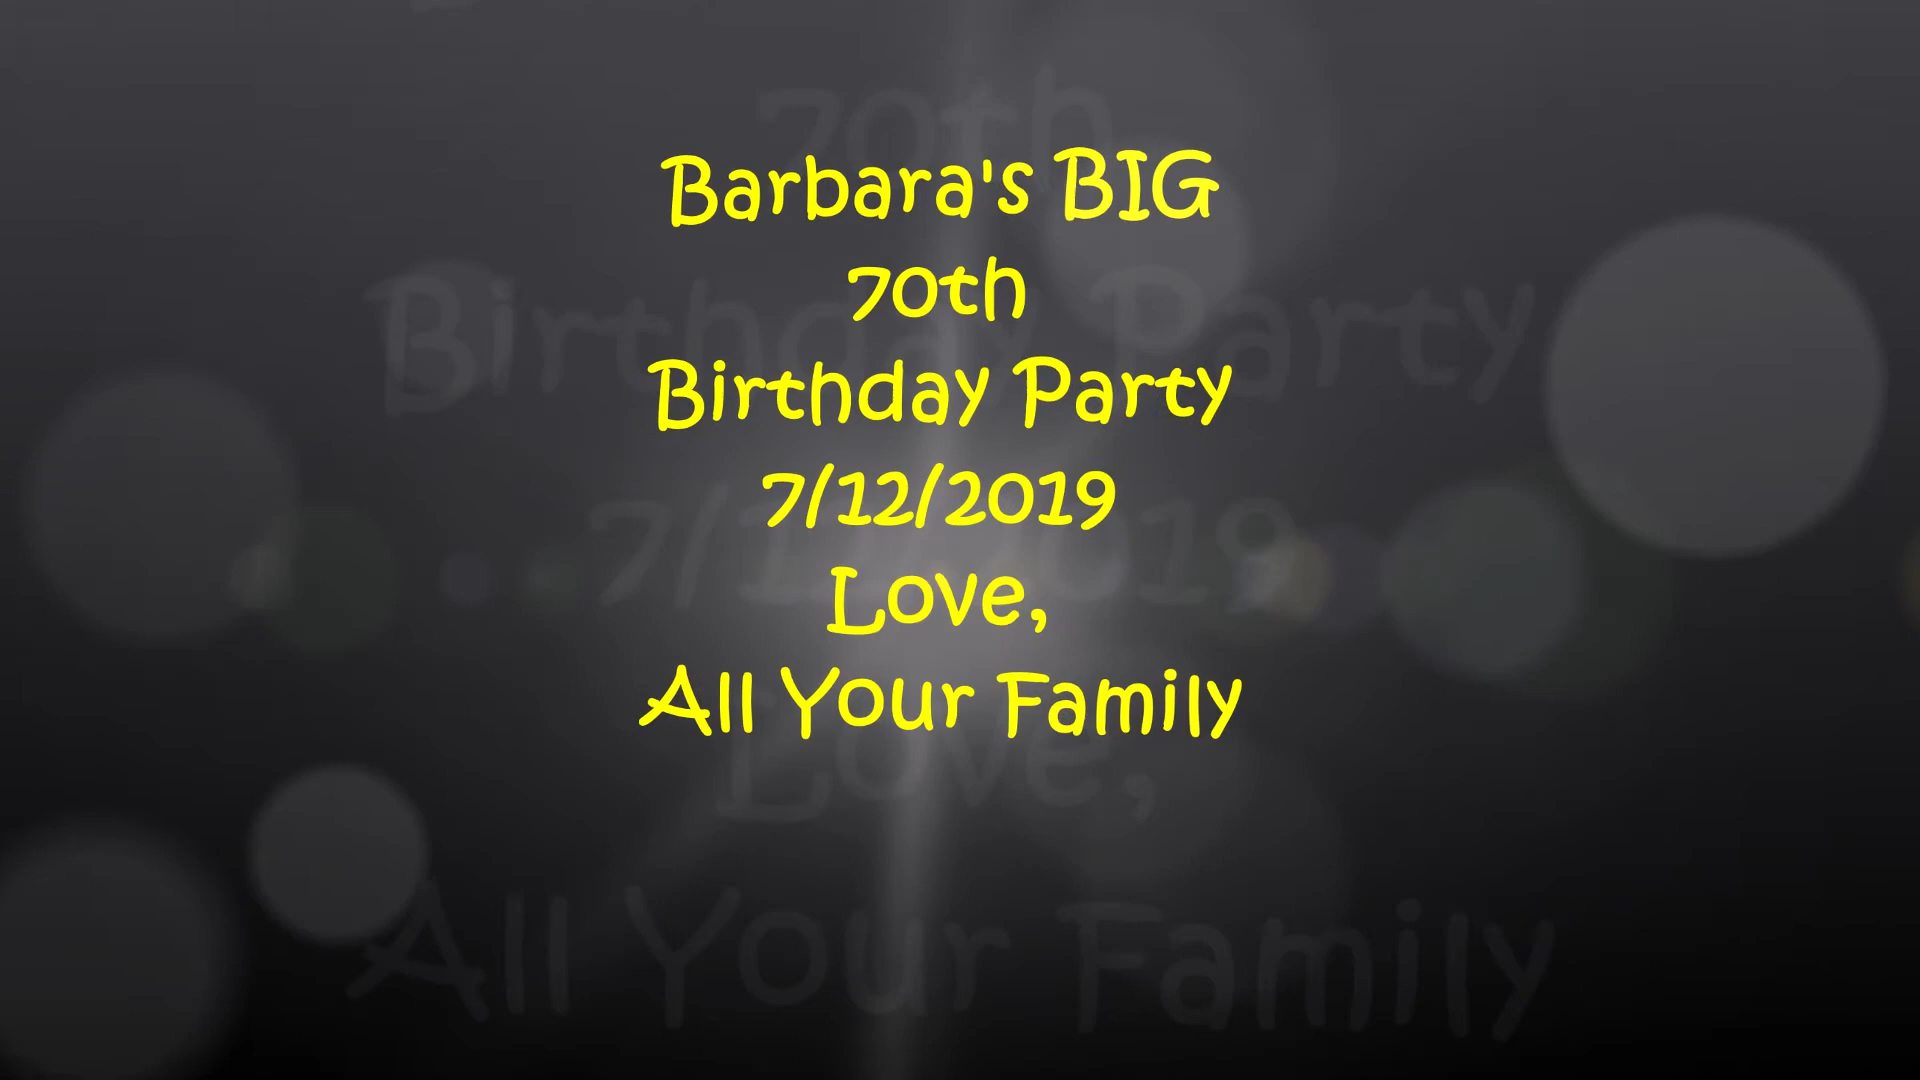 Barbara's BIG
70th
Birthday Party
7/12/2019
Love,
All Your Family